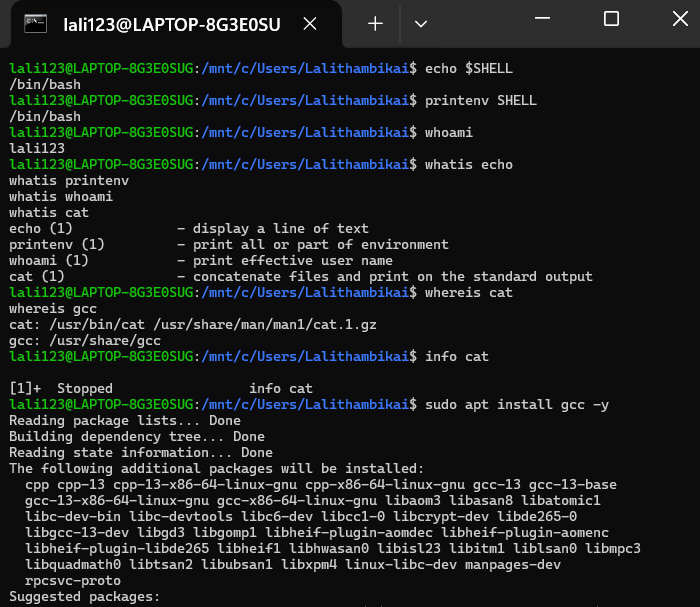 lali123@LAPTOP-8G3E0SU
lali123@LAPTOP-8G3E0SUG:/mnt/c/Users/Lalithambikai$ echo $SHELL
/bin/bash
lali123@LAPTOP-8G3E0SUG:/mnt/c/Users/Lalithambikai$ printenv SHELL
/bin/bash
lali123@LAPTOP-8G3E0SUG:/mnt/c/Users/Lalithambikai$ whoami
lali123
lali123@LAPTOP-8G3E0SUG:/mnt/c/Users/Lalithambikai$ whatis echo
whatis printenv
whatis whoami
whatis cat
echo (1)             - display a line of text
printenv (1)         - print all or part of environment
whoami (1)           - print effective user name
cat (1)              - concatenate files and print on the standard output
lali123@LAPTOP-8G3E0SUG:/mnt/c/Users/Lalithambikai$ whereis cat
whereis gcc
cat: /usr/bin/cat /usr/share/man/man1/cat.1.gz
gcc: /usr/share/gcc
lali123@LAPTOP-8G3E0SUG:/mnt/c/Users/Lalithambikai$ info cat
[1]+  Stopped                 info cat
lali123@LAPTOP-8G3E0SUG:/mnt/c/Users/Lalithambikai$ sudo apt install gcc -y
Reading package lists... Done
Building dependency tree... Done
Reading state information... Done
The following additional packages will be installed:
  cpp cpp-13 cpp-13-x86-64-linux-gnu cpp-x86-64-linux-gnu gcc-13 gcc-13-base
  gcc-13-x86-64-linux-gnu gcc-x86-64-linux-gnu libaom3 libasan8 libatomic1
  libc-dev-bin libc-devtools libc6-dev libcc1-0 libcrypt-dev libde265-0
  libgcc-13-dev libgd3 libgomp1 libheif-plugin-aomdec libheif-plugin-aomenc
  libheif-plugin-libde265 libheif1 libhwasan0 libisl23 libitm1 liblsan0 libmpc3
  libquadmath0 libtsan2 libubsan1 libxpm4 linux-libc-dev manpages-dev
  rpcsvc-proto
Suggested packages: